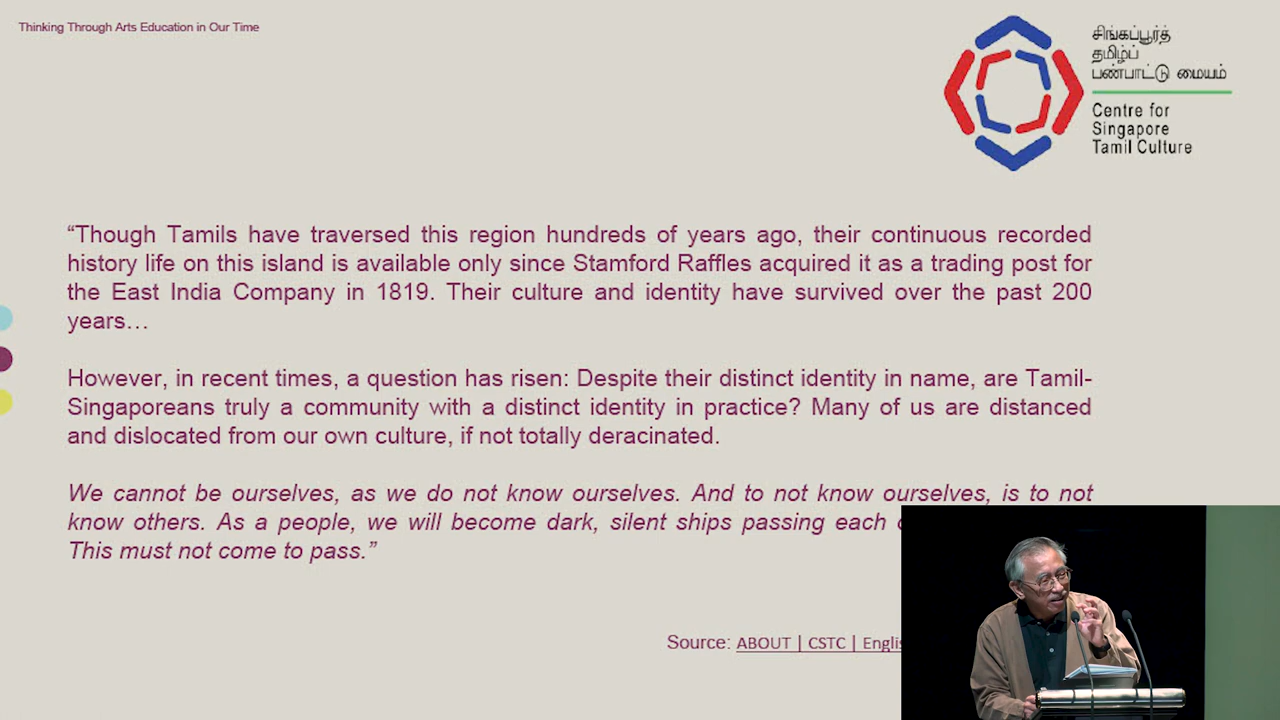 Thinking Through Arts Education in Our Time
சிங்கப்பூர்த்
தமிழ்ப்
பண்பாட்டு மையம்
Centre for
Singapore
Tamil Culture
“Though Tamils have traversed this region hundreds of years ago, their continuous recorded
history life on this island is available only since Stamford Raffles acquired it as a trading post for
the East India Company in 1819. Their culture and identity have survived over the past 200
years…
However, in recent times, a question has risen: Despite their distinct identity in name, are Tamil-
Singaporeans truly a community with a distinct identity in practice? Many of us are distanced
and dislocated from our own culture, if not totally deracinated.
We cannot be ourselves, as we do not know ourselves. And to not know ourselves, is to not
know others. As a people, we will become dark, silent ships passing each
This must not come to pass.”
Source: ABOUT | CSTC |